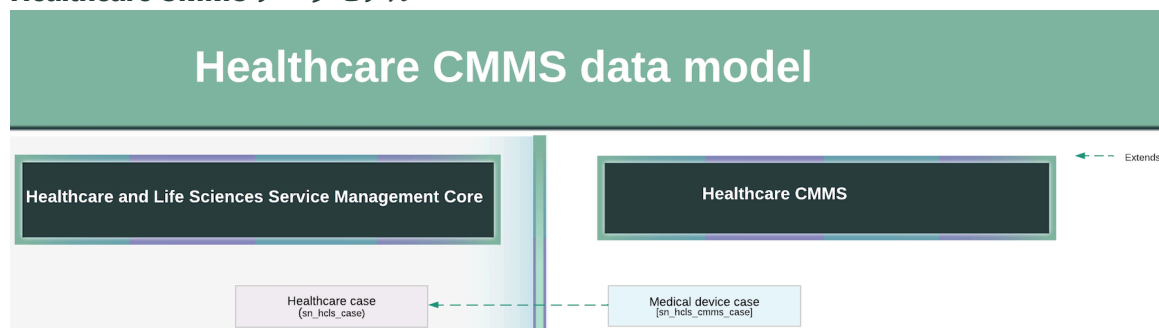 Healthcare CMMS data model
Healthcare and Life Sciences Service Management Core
Healthcare CMMS
Extends
Healthcare case
(sn_hcls_case)
Medical device case
[sn_hcls_cmms_case]